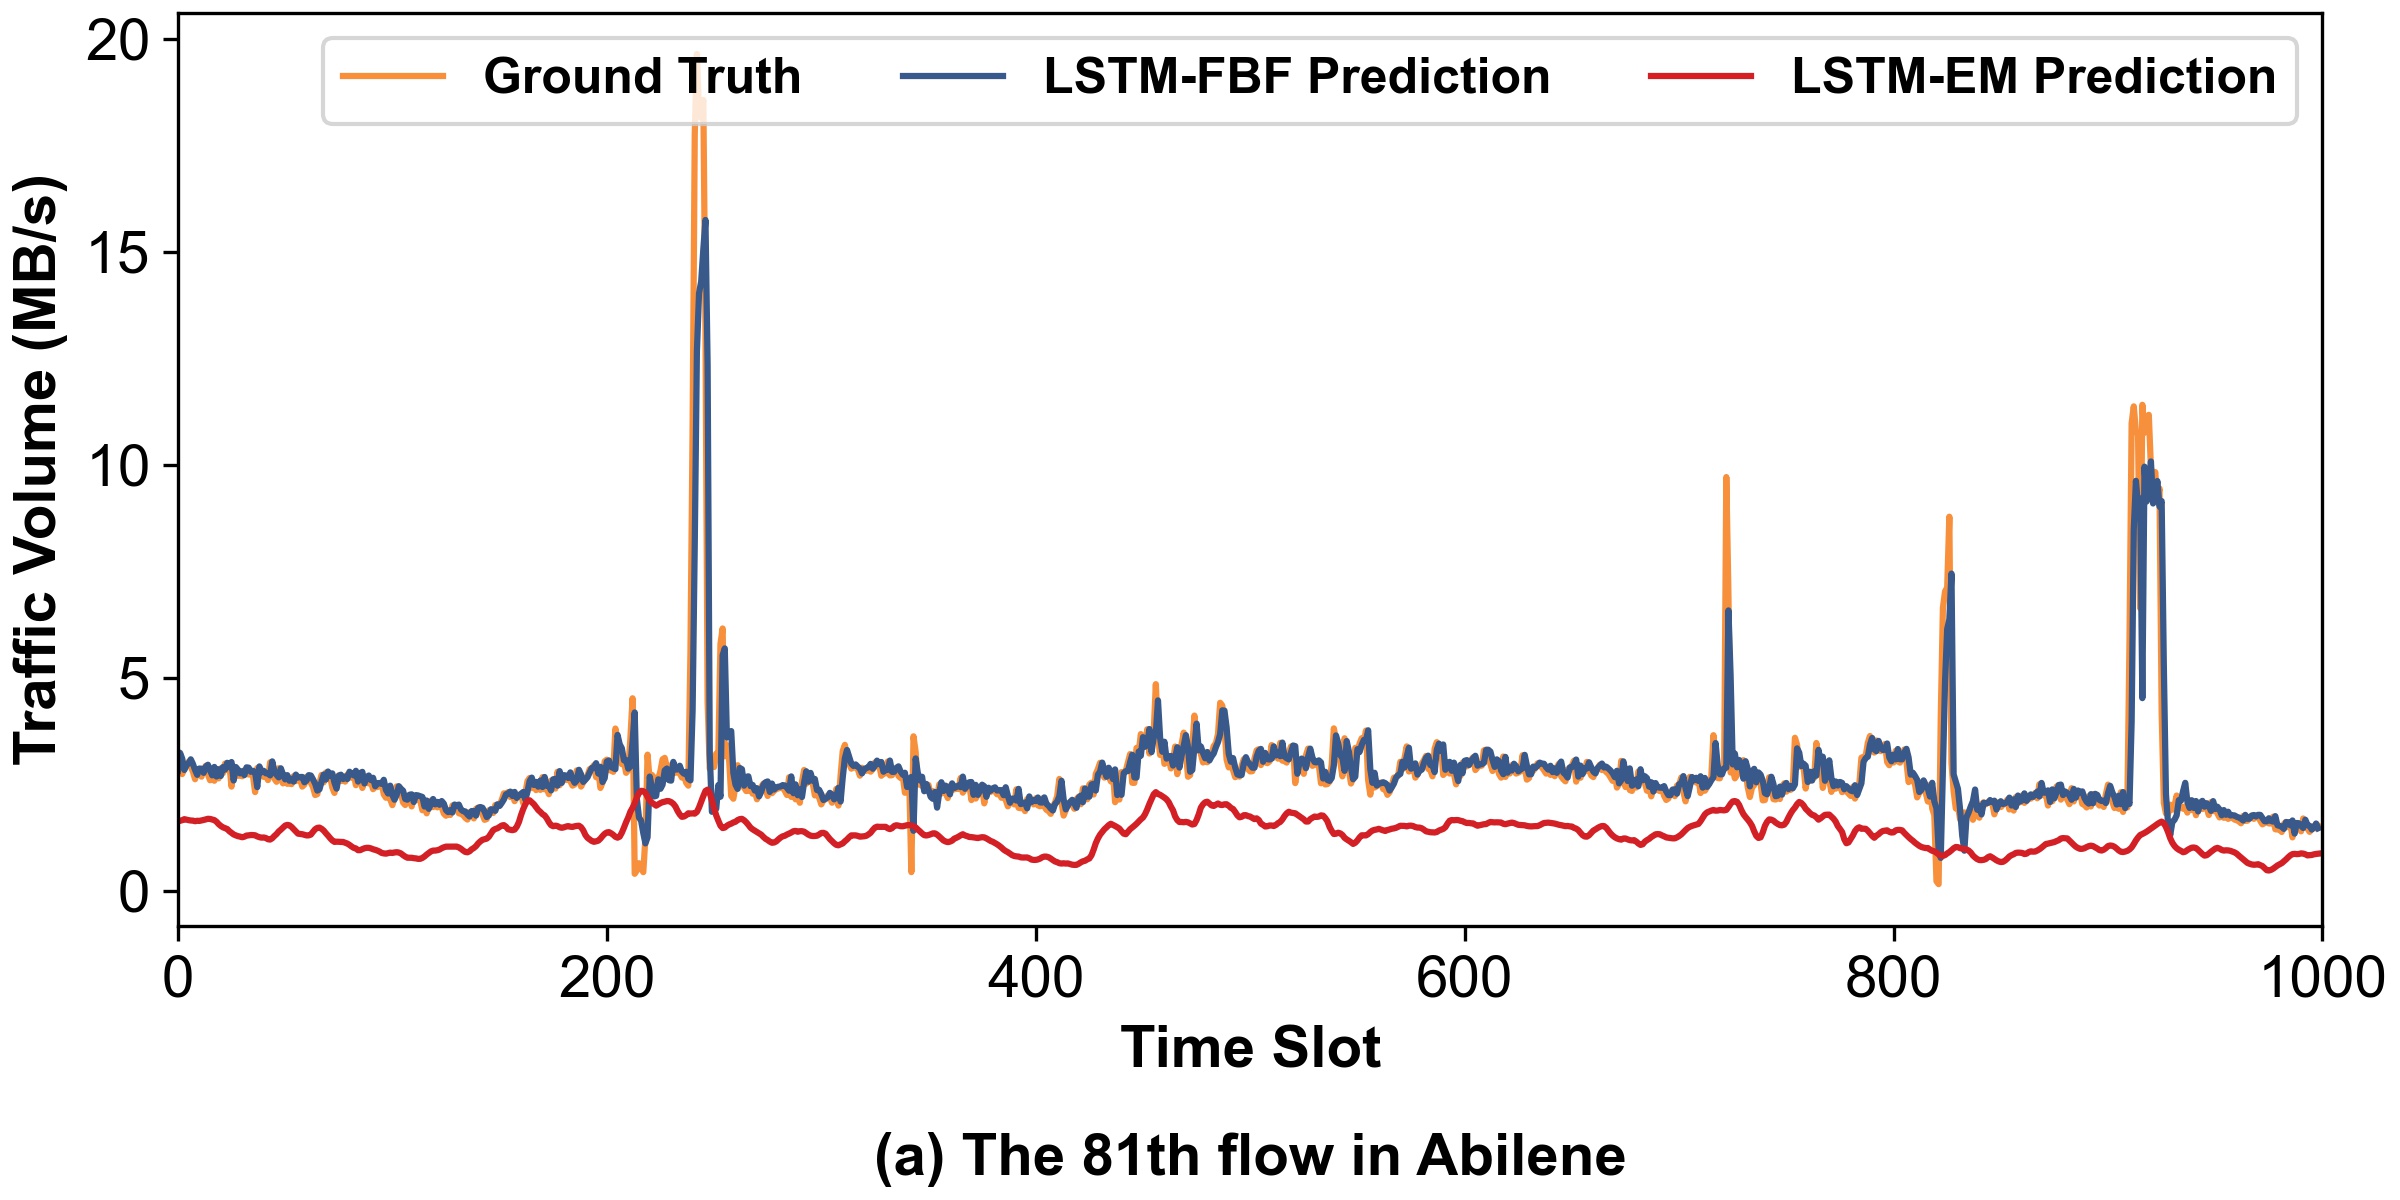 Ground Truth LSTM-FBF Prediction LSTM-EM Prediction
Traffic Volume (MB/s)
20
15
10
5
0
0 200 400 600 800 1000
Time Slot
(a) The 81th flow in Abilene